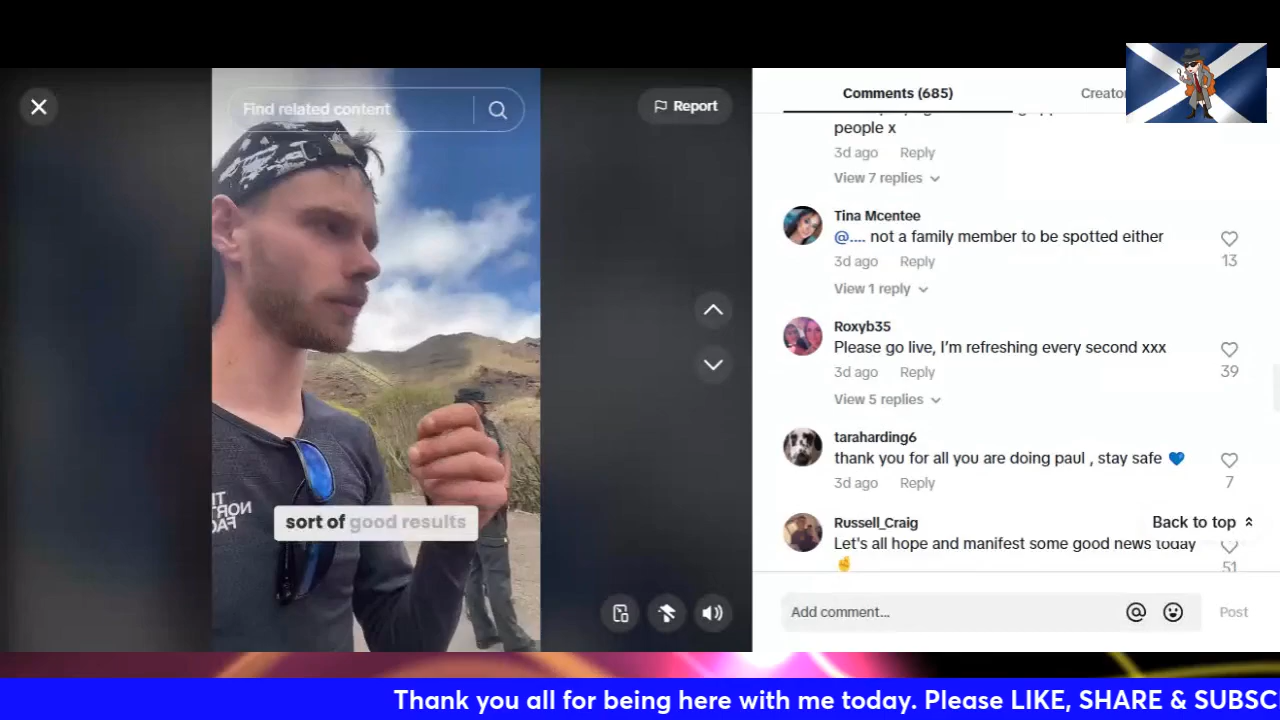 Find related content
Report
Comments (685)
Creator
people x
3d ago Reply
View 7 replies
Tina Mcentee
@.... not a family member to be spotted either
13
3d ago Reply
View 1 reply
Roxyb35
Please go live, I'm refreshing every second xxx
39
3d ago Reply
View 5 replies
taraharding6
thank you for all you are doing paul , stay safe 💙
7
3d ago Reply
Russell_Craig
Back to top
Let's all hope and manifest some good news today
🤞
51
THE
NORTH
FACE
sort of good results
Add comment...
Post
Thank you all for being here with me today. Please LIKE, SHARE & SUBSC